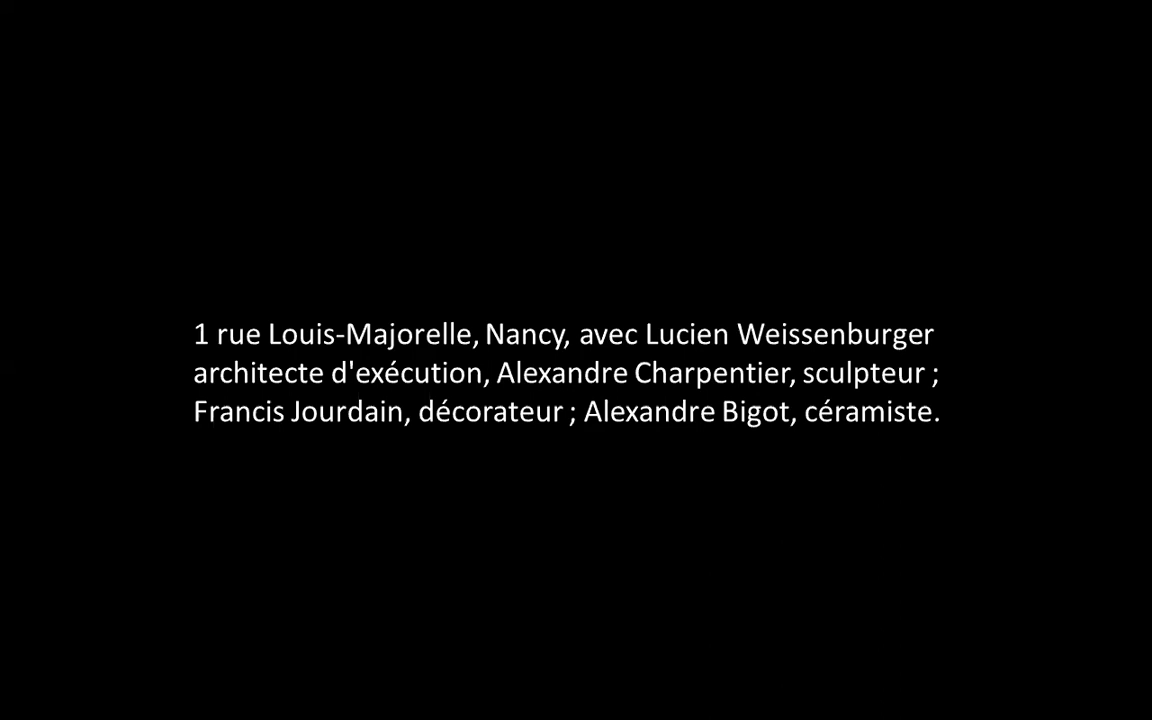 1 rue Louis-Majorelle, Nancy, avec Lucien Weissenburger
architecte d'exécution, Alexandre Charpentier, sculpteur ;
Francis Jourdain, décorateur ; Alexandre Bigot, céramiste.